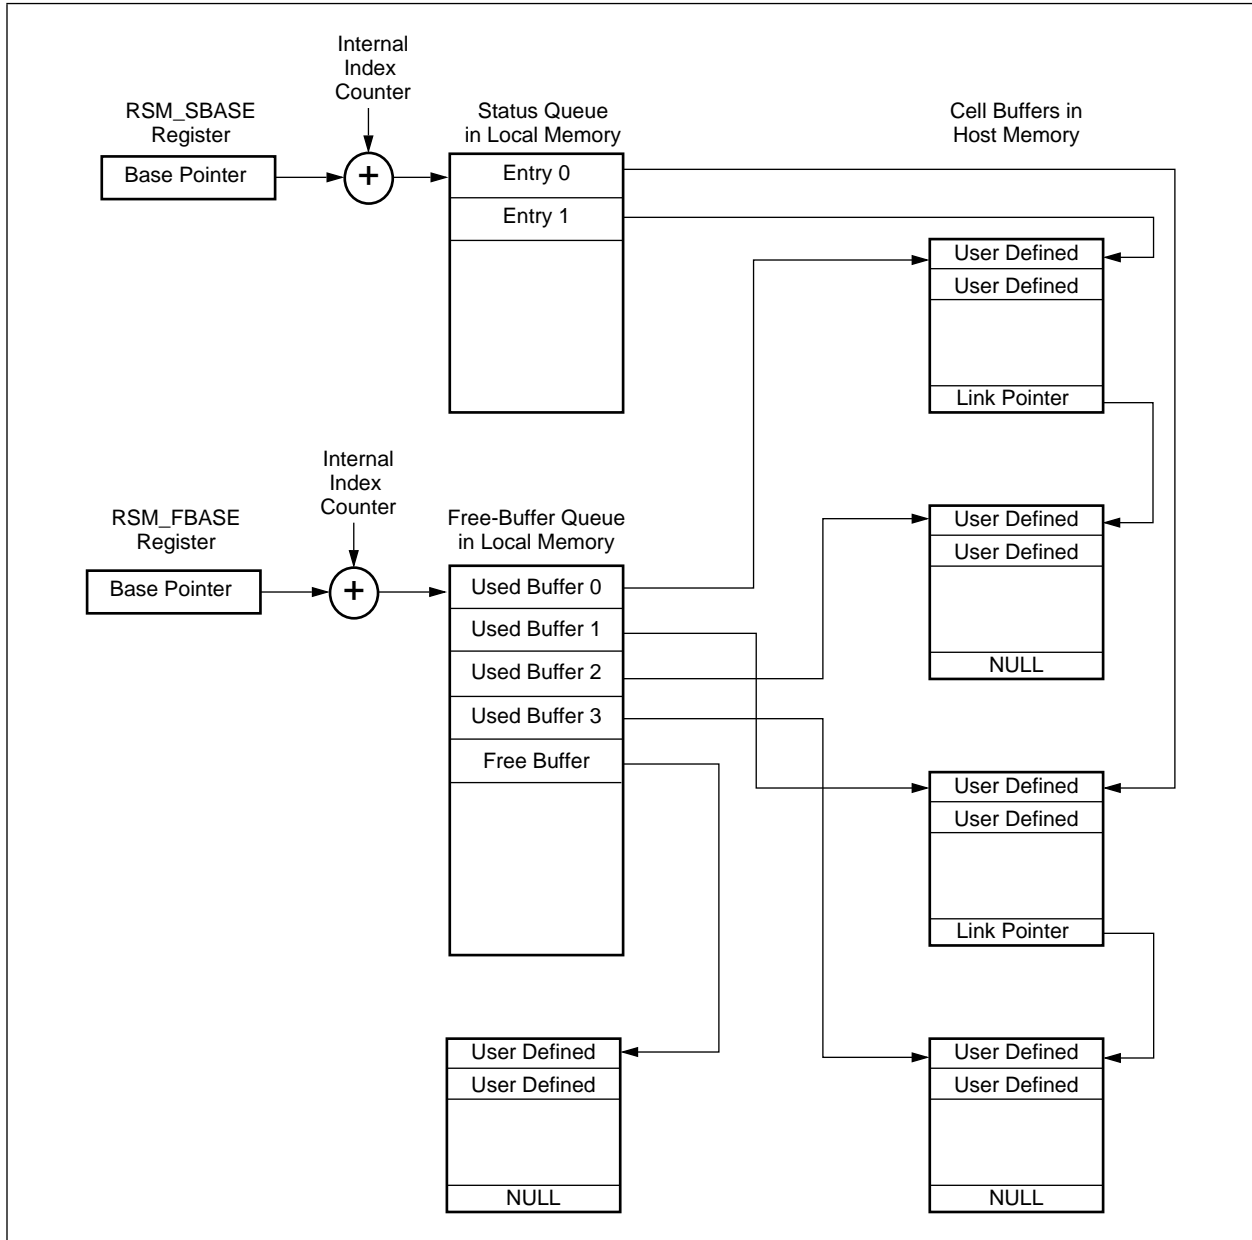 Internal
Index
Counter
RSM_SBASE
Register
Base Pointer
+
Status Queue
in Local Memory
Entry 0
Entry 1
Cell Buffers in
Host Memory
User Defined
User Defined
Link Pointer
Internal
Index
Counter
RSM_FBASE
Register
Base Pointer
+
Free-Buffer Queue
in Local Memory
Used Buffer 0
Used Buffer 1
Used Buffer 2
Used Buffer 3
Free Buffer
User Defined
User Defined
NULL
User Defined
User Defined
Link Pointer
User Defined
User Defined
NULL
User Defined
User Defined
NULL